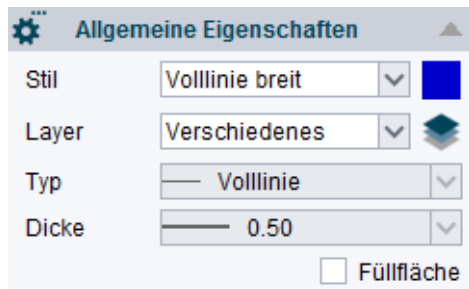 Allgemeine Eigenschaften
Stil Volllinie breit
Layer Verschiedenes
Typ Volllinie
Dicke 0.50
Füllfläche